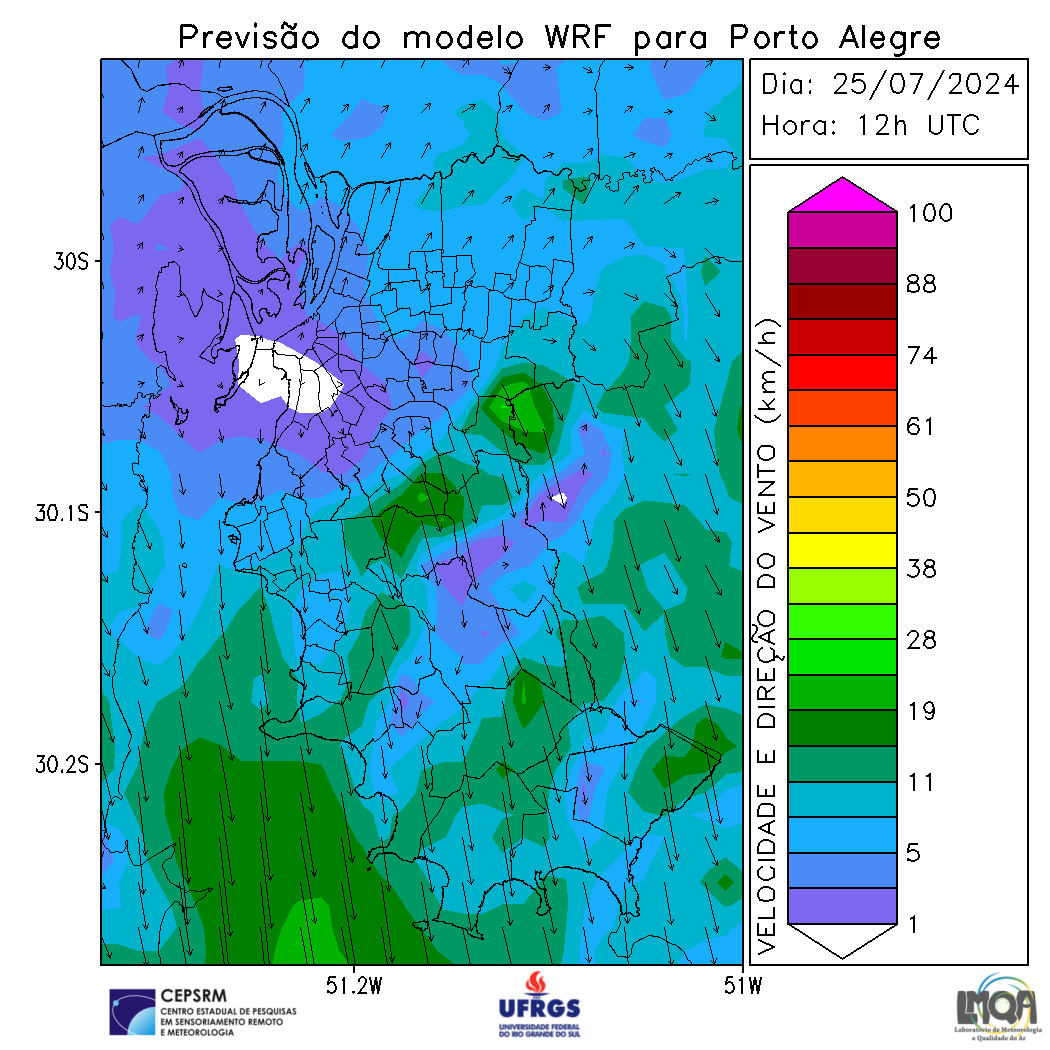 Previsão do modelo WRF para Porto Alegre
Dia: 25/07/2024
Hora: 12h UTC
100
88
74
61
50
38
28
19
11
5
1
VELOCIDADE E DIREÇÃO DO VENTO (km/h)
30S
30.1S
30.2S
51.2W
51W
CEPSRM
CENTRO ESTADUAL DE PESQUISAS
EM SENSORIAMENTO REMOTO
E METEOROLOGIA
UFRGS
UNIVERSIDADE FEDERAL
DO RIO GRANDE DO SUL
LMQA
Laboratório de Meteorologia
e Qualidade do Ar